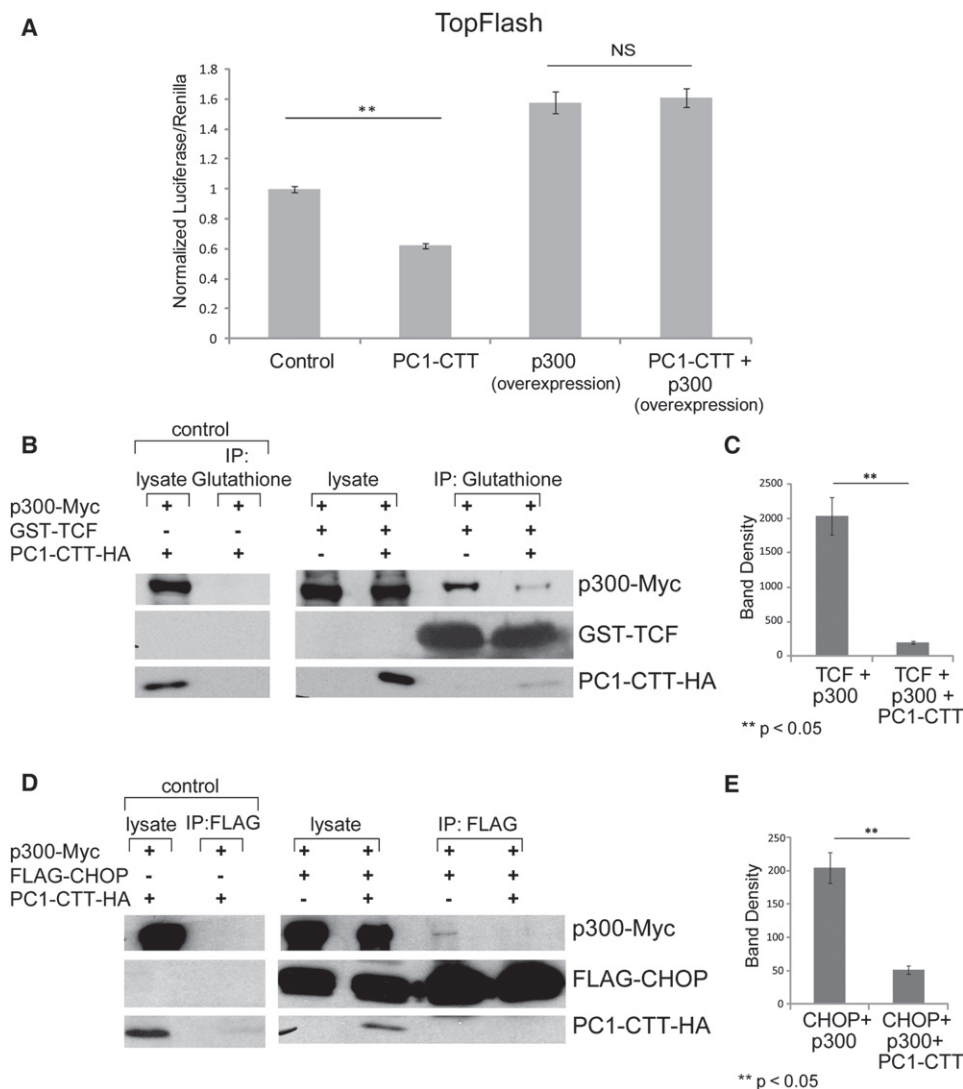 A
TopFlash
Normalized Luciferase/Renilla
1.8
1.6
1.4
1.2
1
0.8
0.6
0.4
0.2
0
**
NS
Control
PC1-CTT
p300
(overexpression)
PC1-CTT +
p300
(overexpression)
B
control
IP:
lysate Glutathione
lysate
IP: Glutathione
p300-Myc + + + + + +
GST-TCF - - + + + +
PC1-CTT-HA + + - + - +
p300-Myc
GST-TCF
PC1-CTT-HA
C
Band Density
2500
2000
1500
1000
500
0
**
TCF +
p300
TCF +
p300 +
PC1-CTT
** p < 0.05
D
control
lysate IP:FLAG
lysate
IP: FLAG
p300-Myc + + + + + +
FLAG-CHOP - - + + + +
PC1-CTT-HA + + - + - +
p300-Myc
FLAG-CHOP
PC1-CTT-HA
E
Band Density
250
200
150
100
50
0
**
CHOP+
p300
CHOP+
p300+
PC1-CTT
** p < 0.05